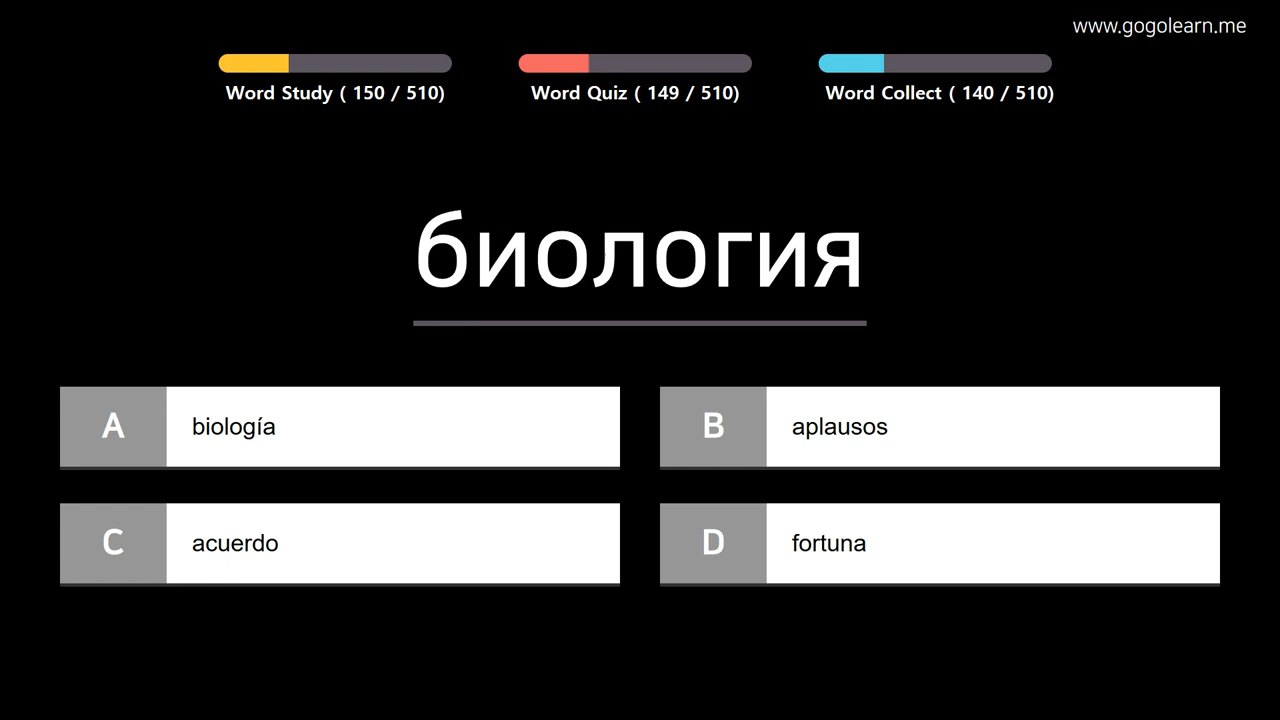 www.gogolearn.me
Word Study ( 150 / 510)
Word Quiz ( 149 / 510)
Word Collect ( 140 / 510)
биология
A
biología
B
aplausos
C
acuerdo
D
fortuna